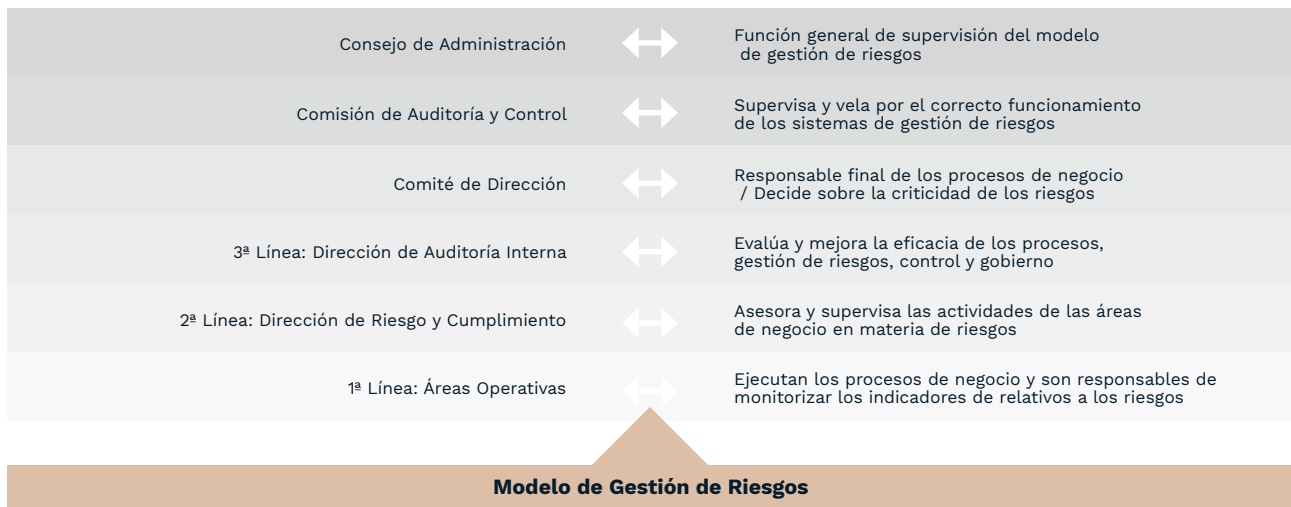 Consejo de Administración
Función general de supervisión del modelo
de gestión de riesgos
Comisión de Auditoría y Control
Supervisa y vela por el correcto funcionamiento
de los sistemas de gestión de riesgos
Comité de Dirección
Responsable final de los procesos de negocio
/ Decide sobre la criticidad de los riesgos
3ª Línea: Dirección de Auditoría Interna
Evalúa y mejora la eficacia de los procesos,
gestión de riesgos, control y gobierno
2ª Línea: Dirección de Riesgo y Cumplimiento
Asesora y supervisa las actividades de las áreas
de negocio en materia de riesgos
1ª Línea: Áreas Operativas
Ejecutan los procesos de negocio y son responsables de
monitorizar los indicadores de relativos a los riesgos
Modelo de Gestión de Riesgos